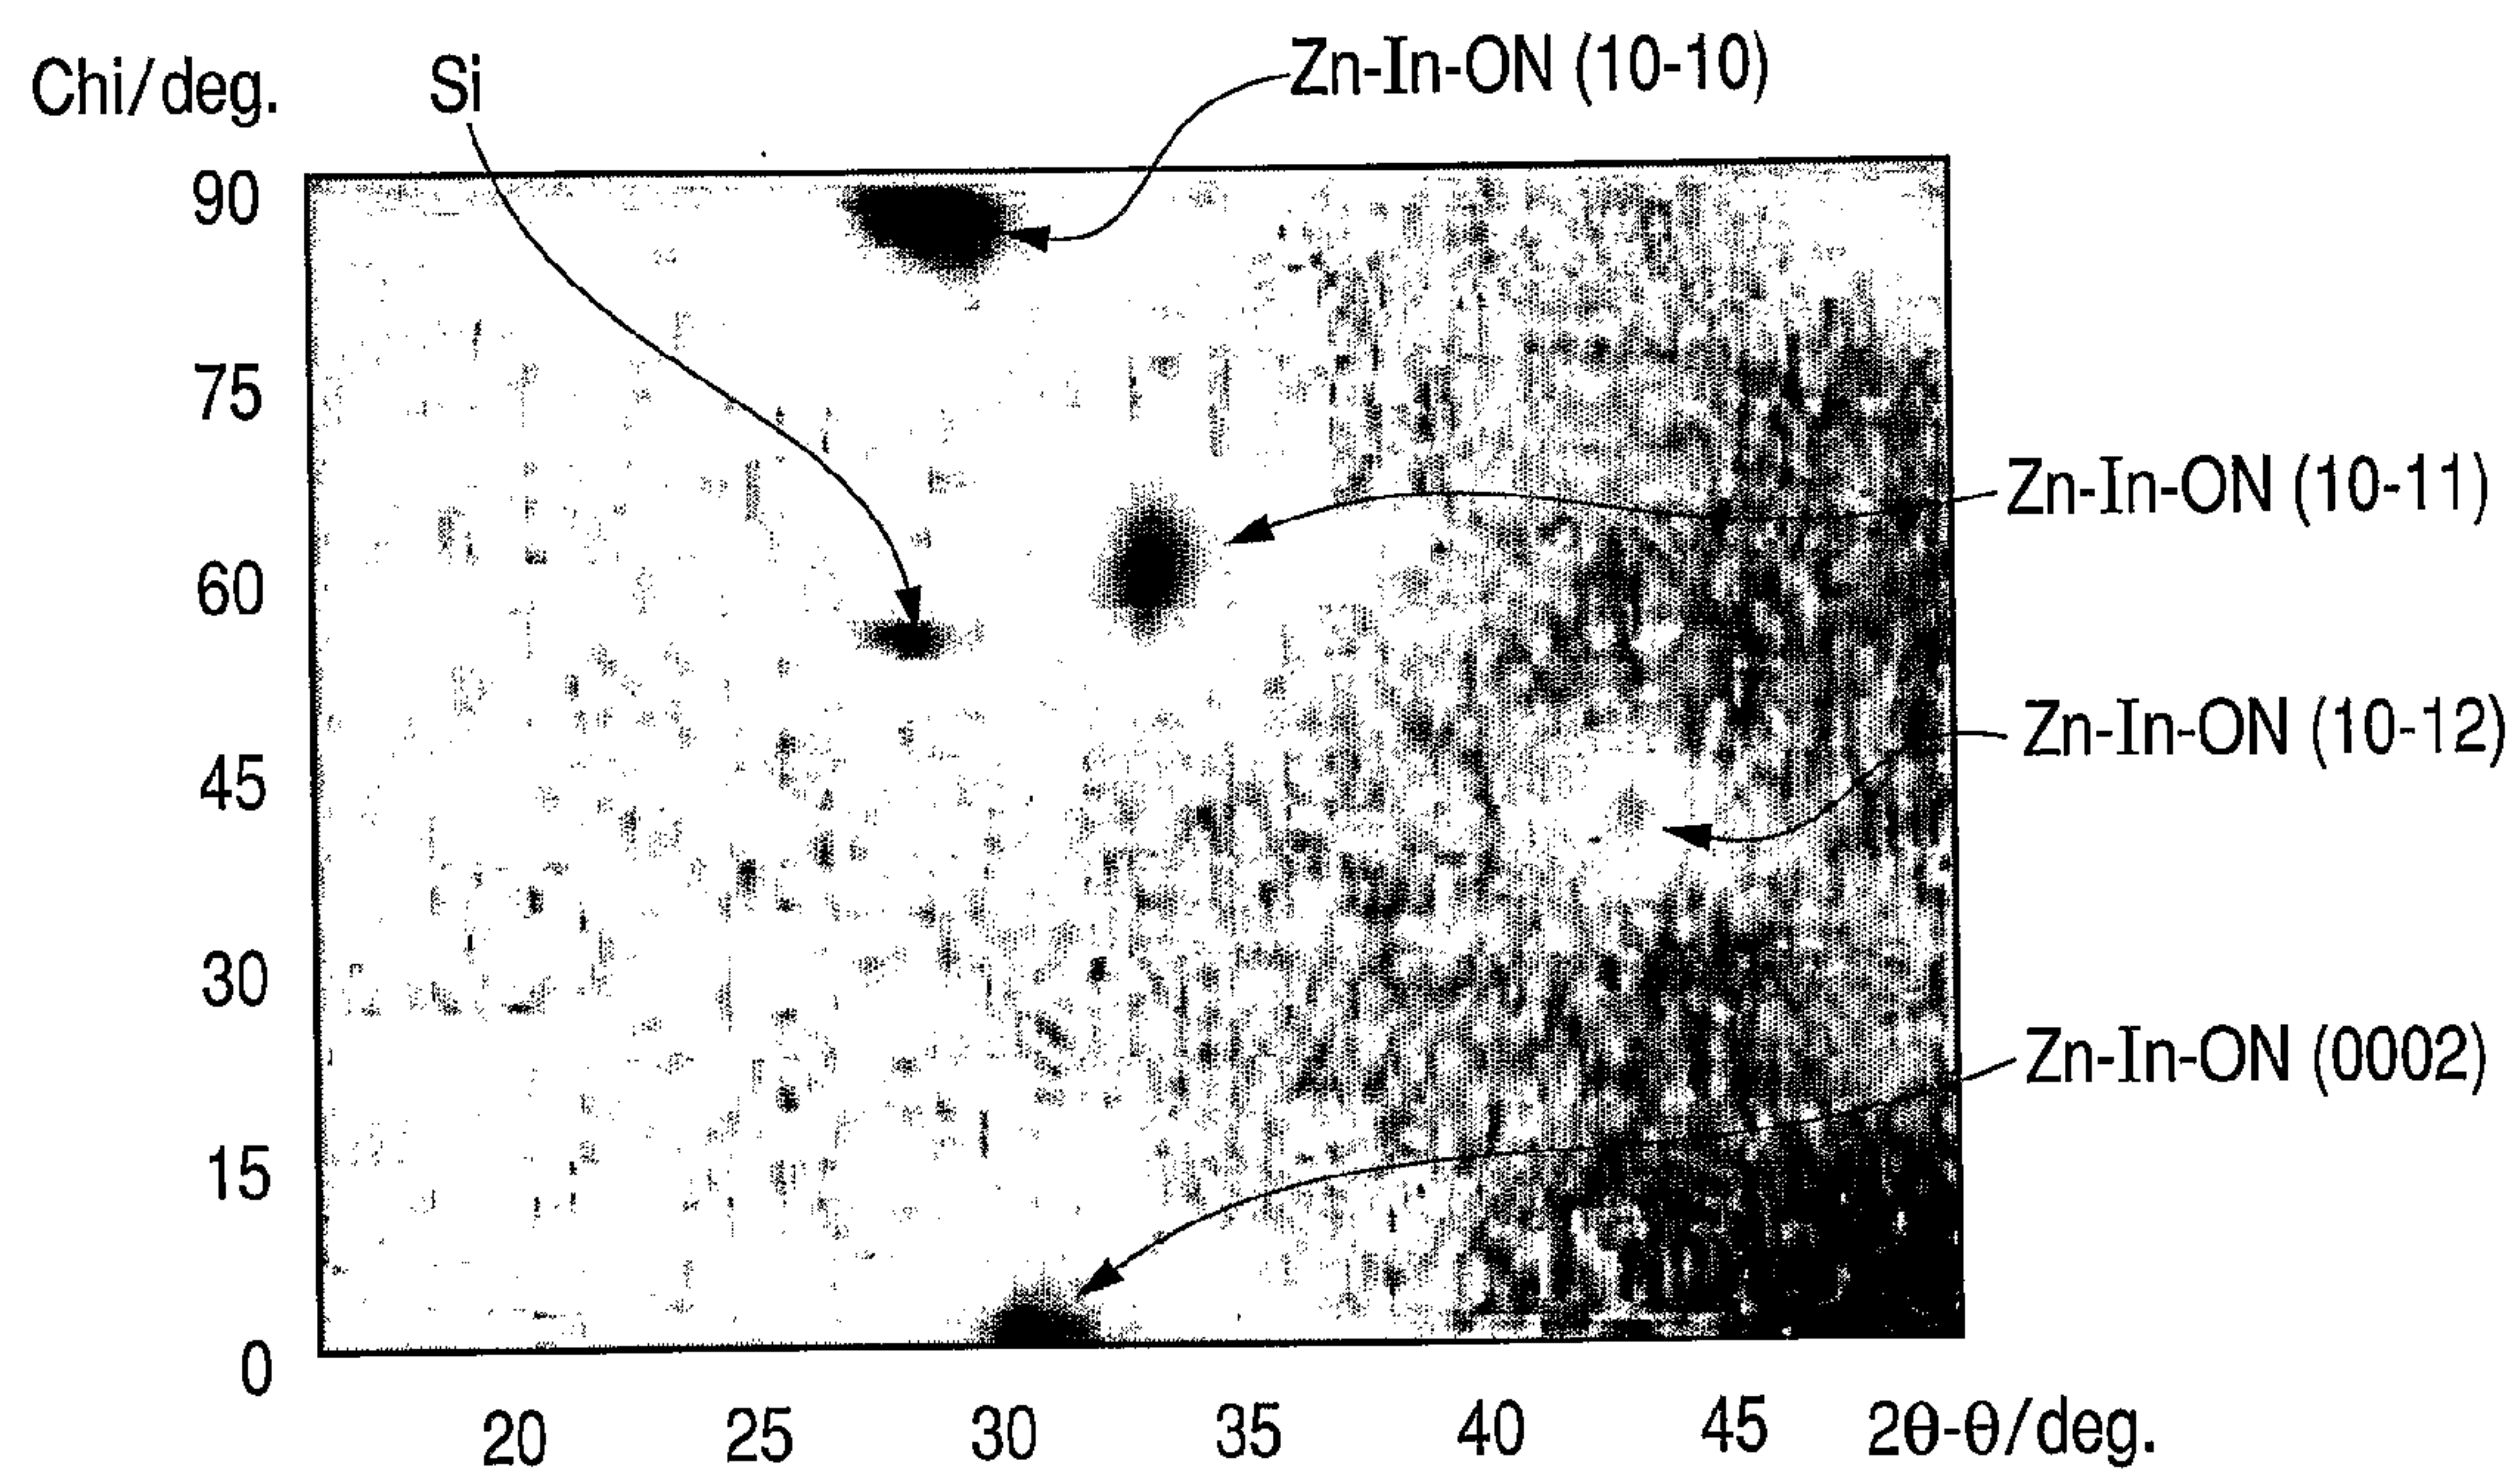 Chi/deg.
Si
Zn-In-ON (10-10)
90
75
60
45
30
15
0
Zn-In-ON (10-11)
Zn-In-ON (10-12)
Zn-In-ON (0002)
20 25 30 35 40 45 2θ-θ/deg.